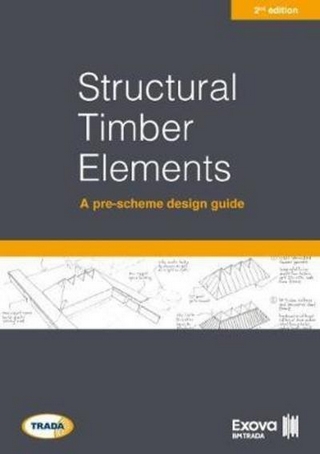 2nd edition
Structural
Timber
Elements
A pre-scheme design guide
TRADA
Exova
BM TRADA